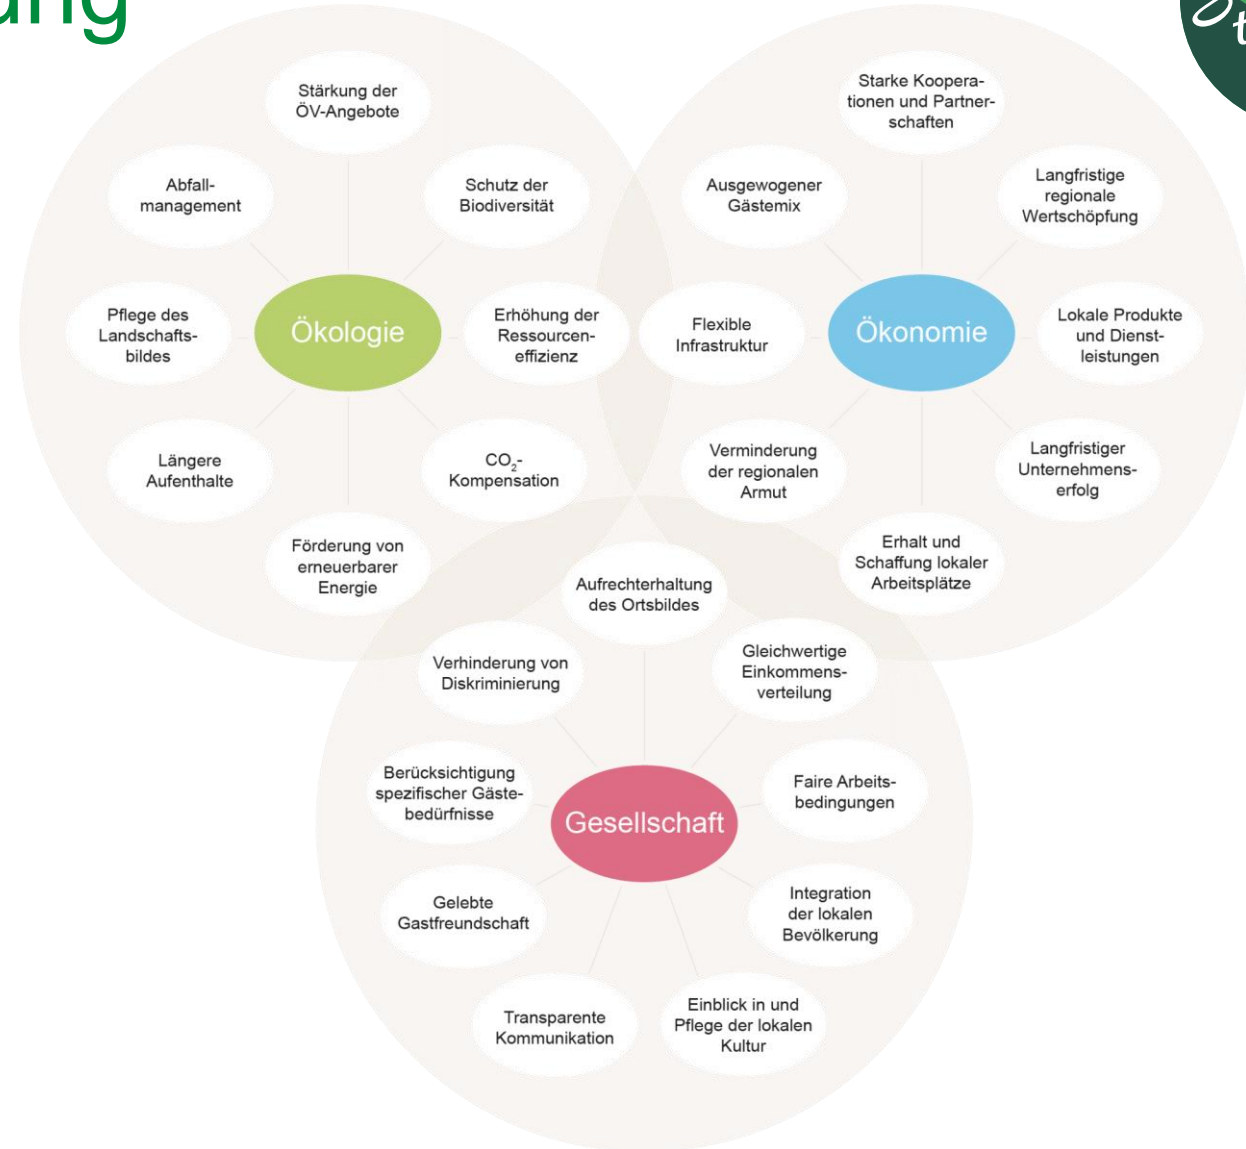 Stärkung der
ÖV-Angebote
Abfall-
management
Schutz der
Biodiversität
Pflege des
Landschafts-
bildes
Ökologie
Erhöhung der
Ressourcen-
effizienz
Längere
Aufenthalte
CO₂-
Kompensation
Förderung von
erneuerbarer
Energie
Starke Koopera-
tionen und Partner-
schaften
Ausgewogener
Gästemix
Langfristige
regionale
Wertschöpfung
Flexible
Infrastruktur
Ökonomie
Lokale Produkte
und Dienst-
leistungen
Verminderung
der regionalen
Armut
Langfristiger
Unternehmens-
erfolg
Erhalt und
Schaffung lokaler
Arbeitsplätze
Aufrechterhaltung
des Ortsbildes
Verhinderung von
Diskriminierung
Gleichwertige
Einkommens-
verteilung
Berücksichtigung
spezifischer Gäste-
bedürfnisse
Gesellschaft
Faire Arbeits-
bedingungen
Gelebte
Gastfreundschaft
Integration
der lokalen
Bevölkerung
Transparente
Kommunikation
Einblick in und
Pflege der lokalen
Kultur